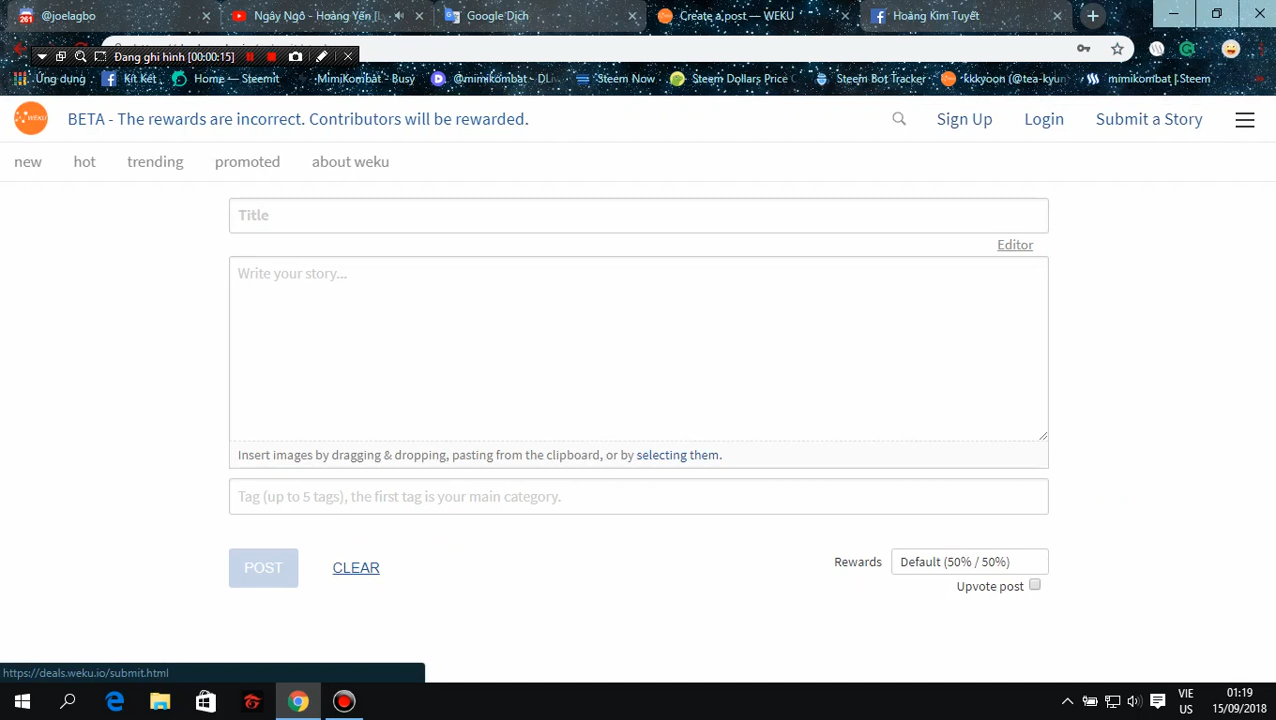 261 @joelagbo
Ngây Ngô - Hoàng Yến [L
Google Dịch
Create a post — WEKU
Hoàng Kim Tuyết
Đang ghi hình [00:00:15]
Ứng dụng
Kít Kết
Home — Steemit
MimiKombat - Busy
@mimikombat - DLi
Steem Now
Steem Dollars Price C
Steem Bot Tracker
kkkyoon (@tea-kyun
mimikombat | Steem
WEKU
BETA - The rewards are incorrect. Contributors will be rewarded.
Sign Up
Login
Submit a Story
new
hot
trending
promoted
about weku
Title
Editor
Write your story...
Insert images by dragging & dropping, pasting from the clipboard, or by selecting them.
Tag (up to 5 tags), the first tag is your main category.
POST
CLEAR
Rewards
Default (50% / 50%)
Upvote post
https://deals.weku.io/submit.html
VIE
US
01:19
15/09/2018